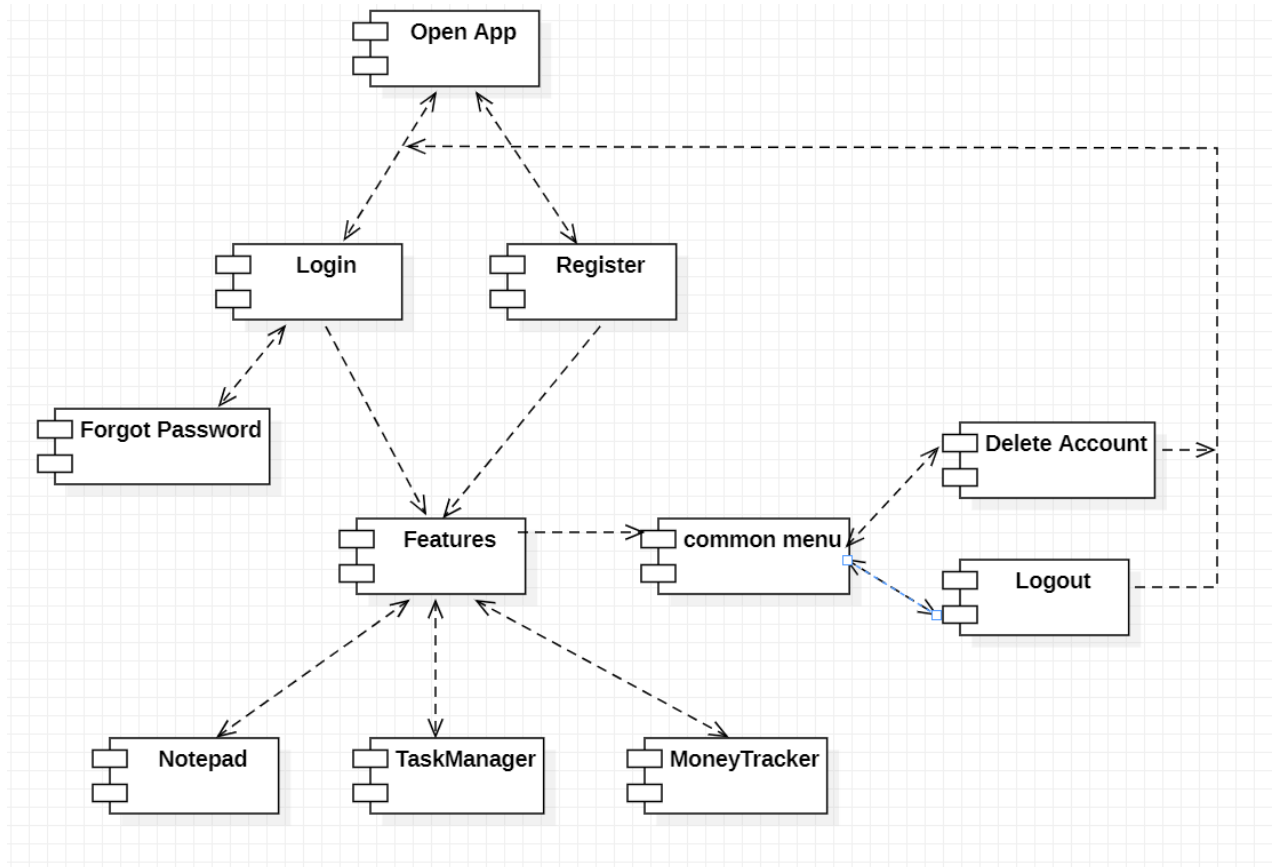 Open App
Login
Register
Forgot Password
Delete Account
Features
common menu
Logout
Notepad
TaskManager
MoneyTracker